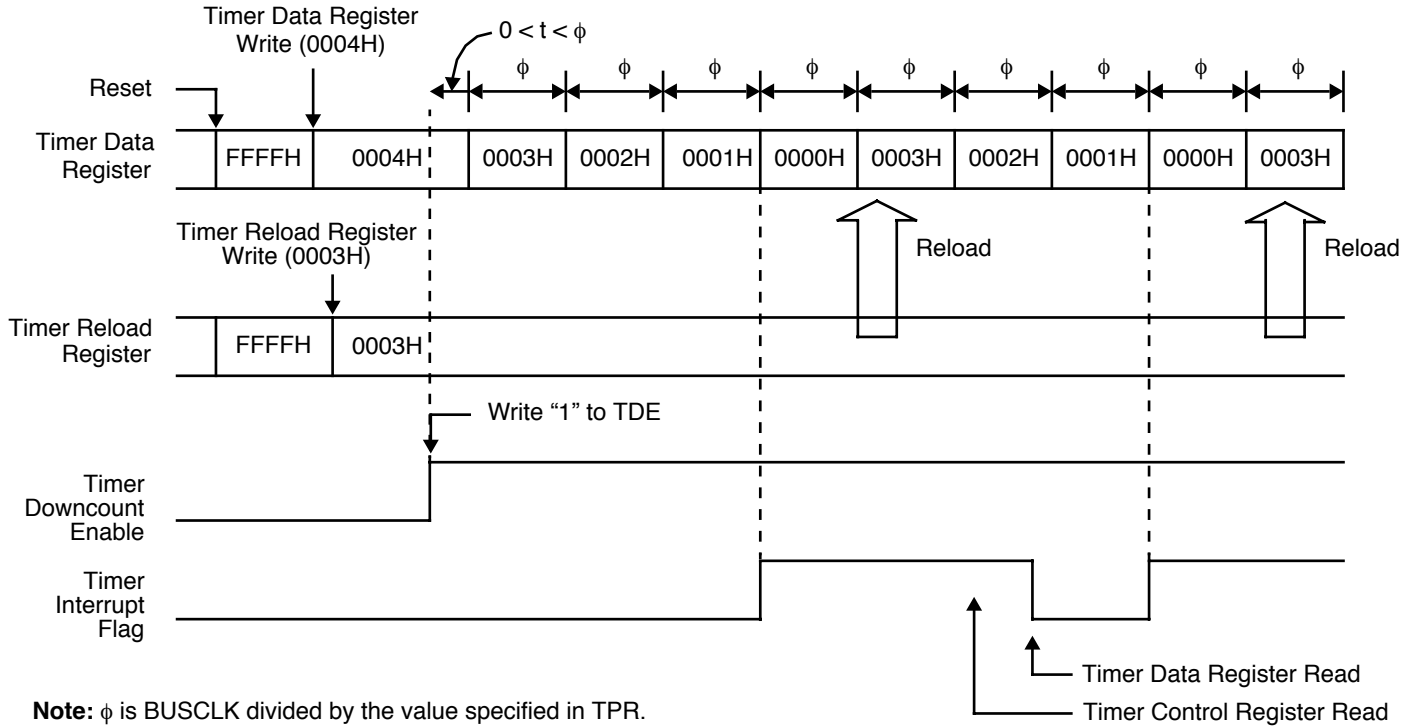 Timer Data Register
Write (0004H)
0 < t < ϕ
ϕ ϕ ϕ ϕ ϕ ϕ ϕ ϕ ϕ
Reset
Timer Data
Register
FFFFH 0004H 0003H 0002H 0001H 0000H 0003H 0002H 0001H 0000H 0003H
Timer Reload Register
Write (0003H)
Reload
Reload
Timer Reload
Register
FFFFH 0003H
Write “1” to TDE
Timer
Downcount
Enable
Timer
Interrupt
Flag
Timer Data Register Read
Timer Control Register Read
Note: ϕ is BUSCLK divided by the value specified in TPR.